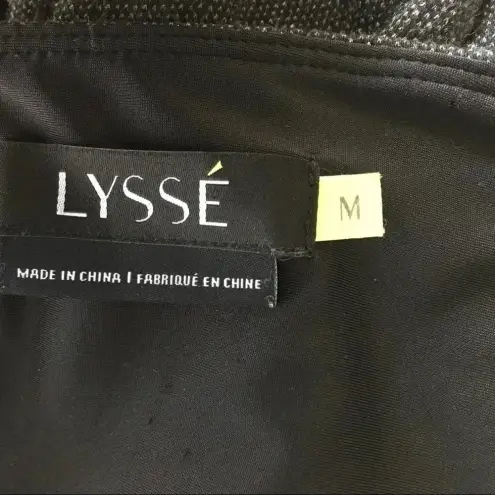 LYSSÉ
M
MADE IN CHINA | FABRIQUÉ EN CHINE